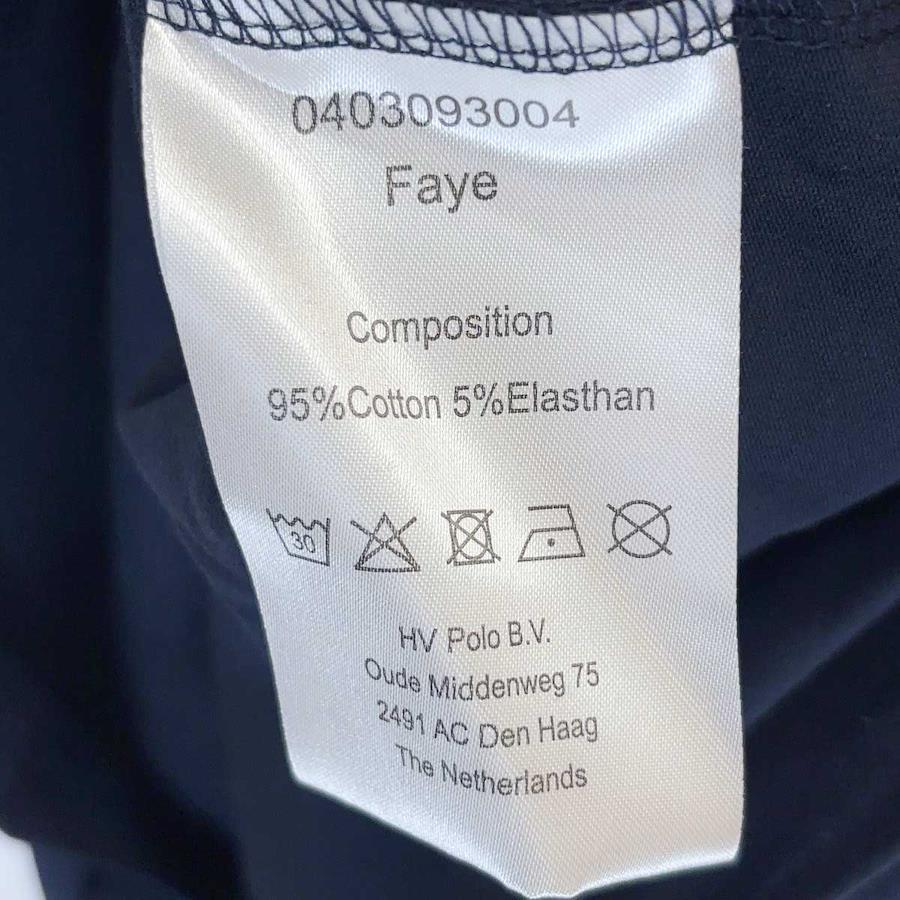 0403093004
Faye
Composition
95%Cotton 5%Elasthan
30
HV Polo B.V.
Oude Middenweg 75
2491 AC Den Haag
The Netherlands